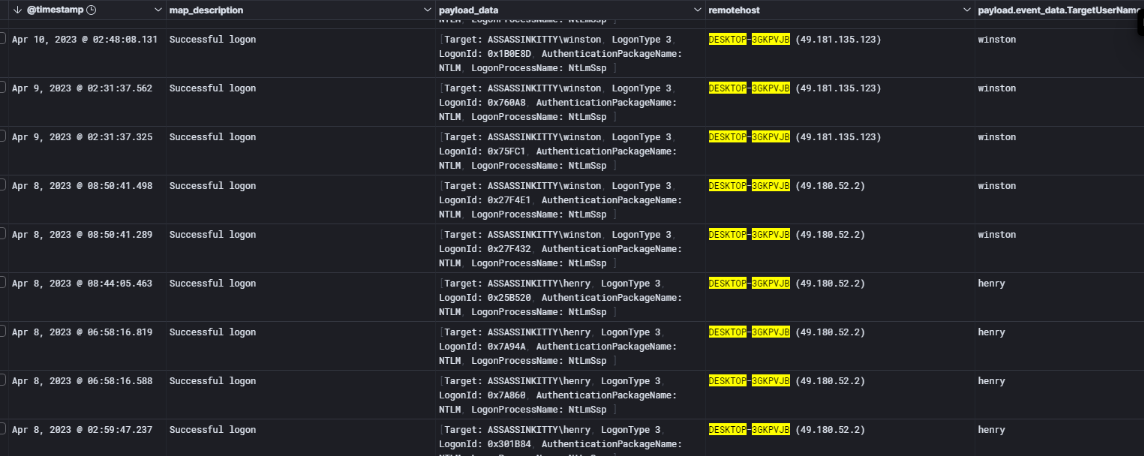 @timestamp map_description payload_data remotehost payload.event_data.TargetUserName
LogonProcessName: NtLmSsp ]
Apr 10, 2023 @ 02:48:08.131 Successful logon [Target: ASSASSINKITTY\winston, LogonType 3, DESKTOP-3GKPVJB (49.181.135.123) winston
LogonId: 0x1B0E8D, AuthenticationPackageName:
NTLM, LogonProcessName: NtLmSsp ]
Apr 9, 2023 @ 02:31:37.562 Successful logon [Target: ASSASSINKITTY\winston, LogonType 3, DESKTOP-3GKPVJB (49.181.135.123) winston
LogonId: 0x760A8, AuthenticationPackageName:
NTLM, LogonProcessName: NtLmSsp ]
Apr 9, 2023 @ 02:31:37.325 Successful logon [Target: ASSASSINKITTY\winston, LogonType 3, DESKTOP-3GKPVJB (49.181.135.123) winston
LogonId: 0x75FC1, AuthenticationPackageName:
NTLM, LogonProcessName: NtLmSsp ]
Apr 8, 2023 @ 08:50:41.498 Successful logon [Target: ASSASSINKITTY\winston, LogonType 3, DESKTOP-3GKPVJB (49.180.52.2) winston
LogonId: 0x27F4E1, AuthenticationPackageName:
NTLM, LogonProcessName: NtLmSsp ]
Apr 8, 2023 @ 08:50:41.289 Successful logon [Target: ASSASSINKITTY\winston, LogonType 3, DESKTOP-3GKPVJB (49.180.52.2) winston
LogonId: 0x27F432, AuthenticationPackageName:
NTLM, LogonProcessName: NtLmSsp ]
Apr 8, 2023 @ 08:44:05.463 Successful logon [Target: ASSASSINKITTY\henry, LogonType 3, DESKTOP-3GKPVJB (49.180.52.2) henry
LogonId: 0x25B520, AuthenticationPackageName:
NTLM, LogonProcessName: NtLmSsp ]
Apr 8, 2023 @ 06:58:16.819 Successful logon [Target: ASSASSINKITTY\henry, LogonType 3, DESKTOP-3GKPVJB (49.180.52.2) henry
LogonId: 0x7A94A, AuthenticationPackageName:
NTLM, LogonProcessName: NtLmSsp ]
Apr 8, 2023 @ 06:58:16.588 Successful logon [Target: ASSASSINKITTY\henry, LogonType 3, DESKTOP-3GKPVJB (49.180.52.2) henry
LogonId: 0x7A860, AuthenticationPackageName:
NTLM, LogonProcessName: NtLmSsp ]
Apr 8, 2023 @ 02:59:47.237 Successful logon [Target: ASSASSINKITTY\henry, LogonType 3, DESKTOP-3GKPVJB (49.180.52.2) henry
LogonId: 0x301B84, AuthenticationPackageName: